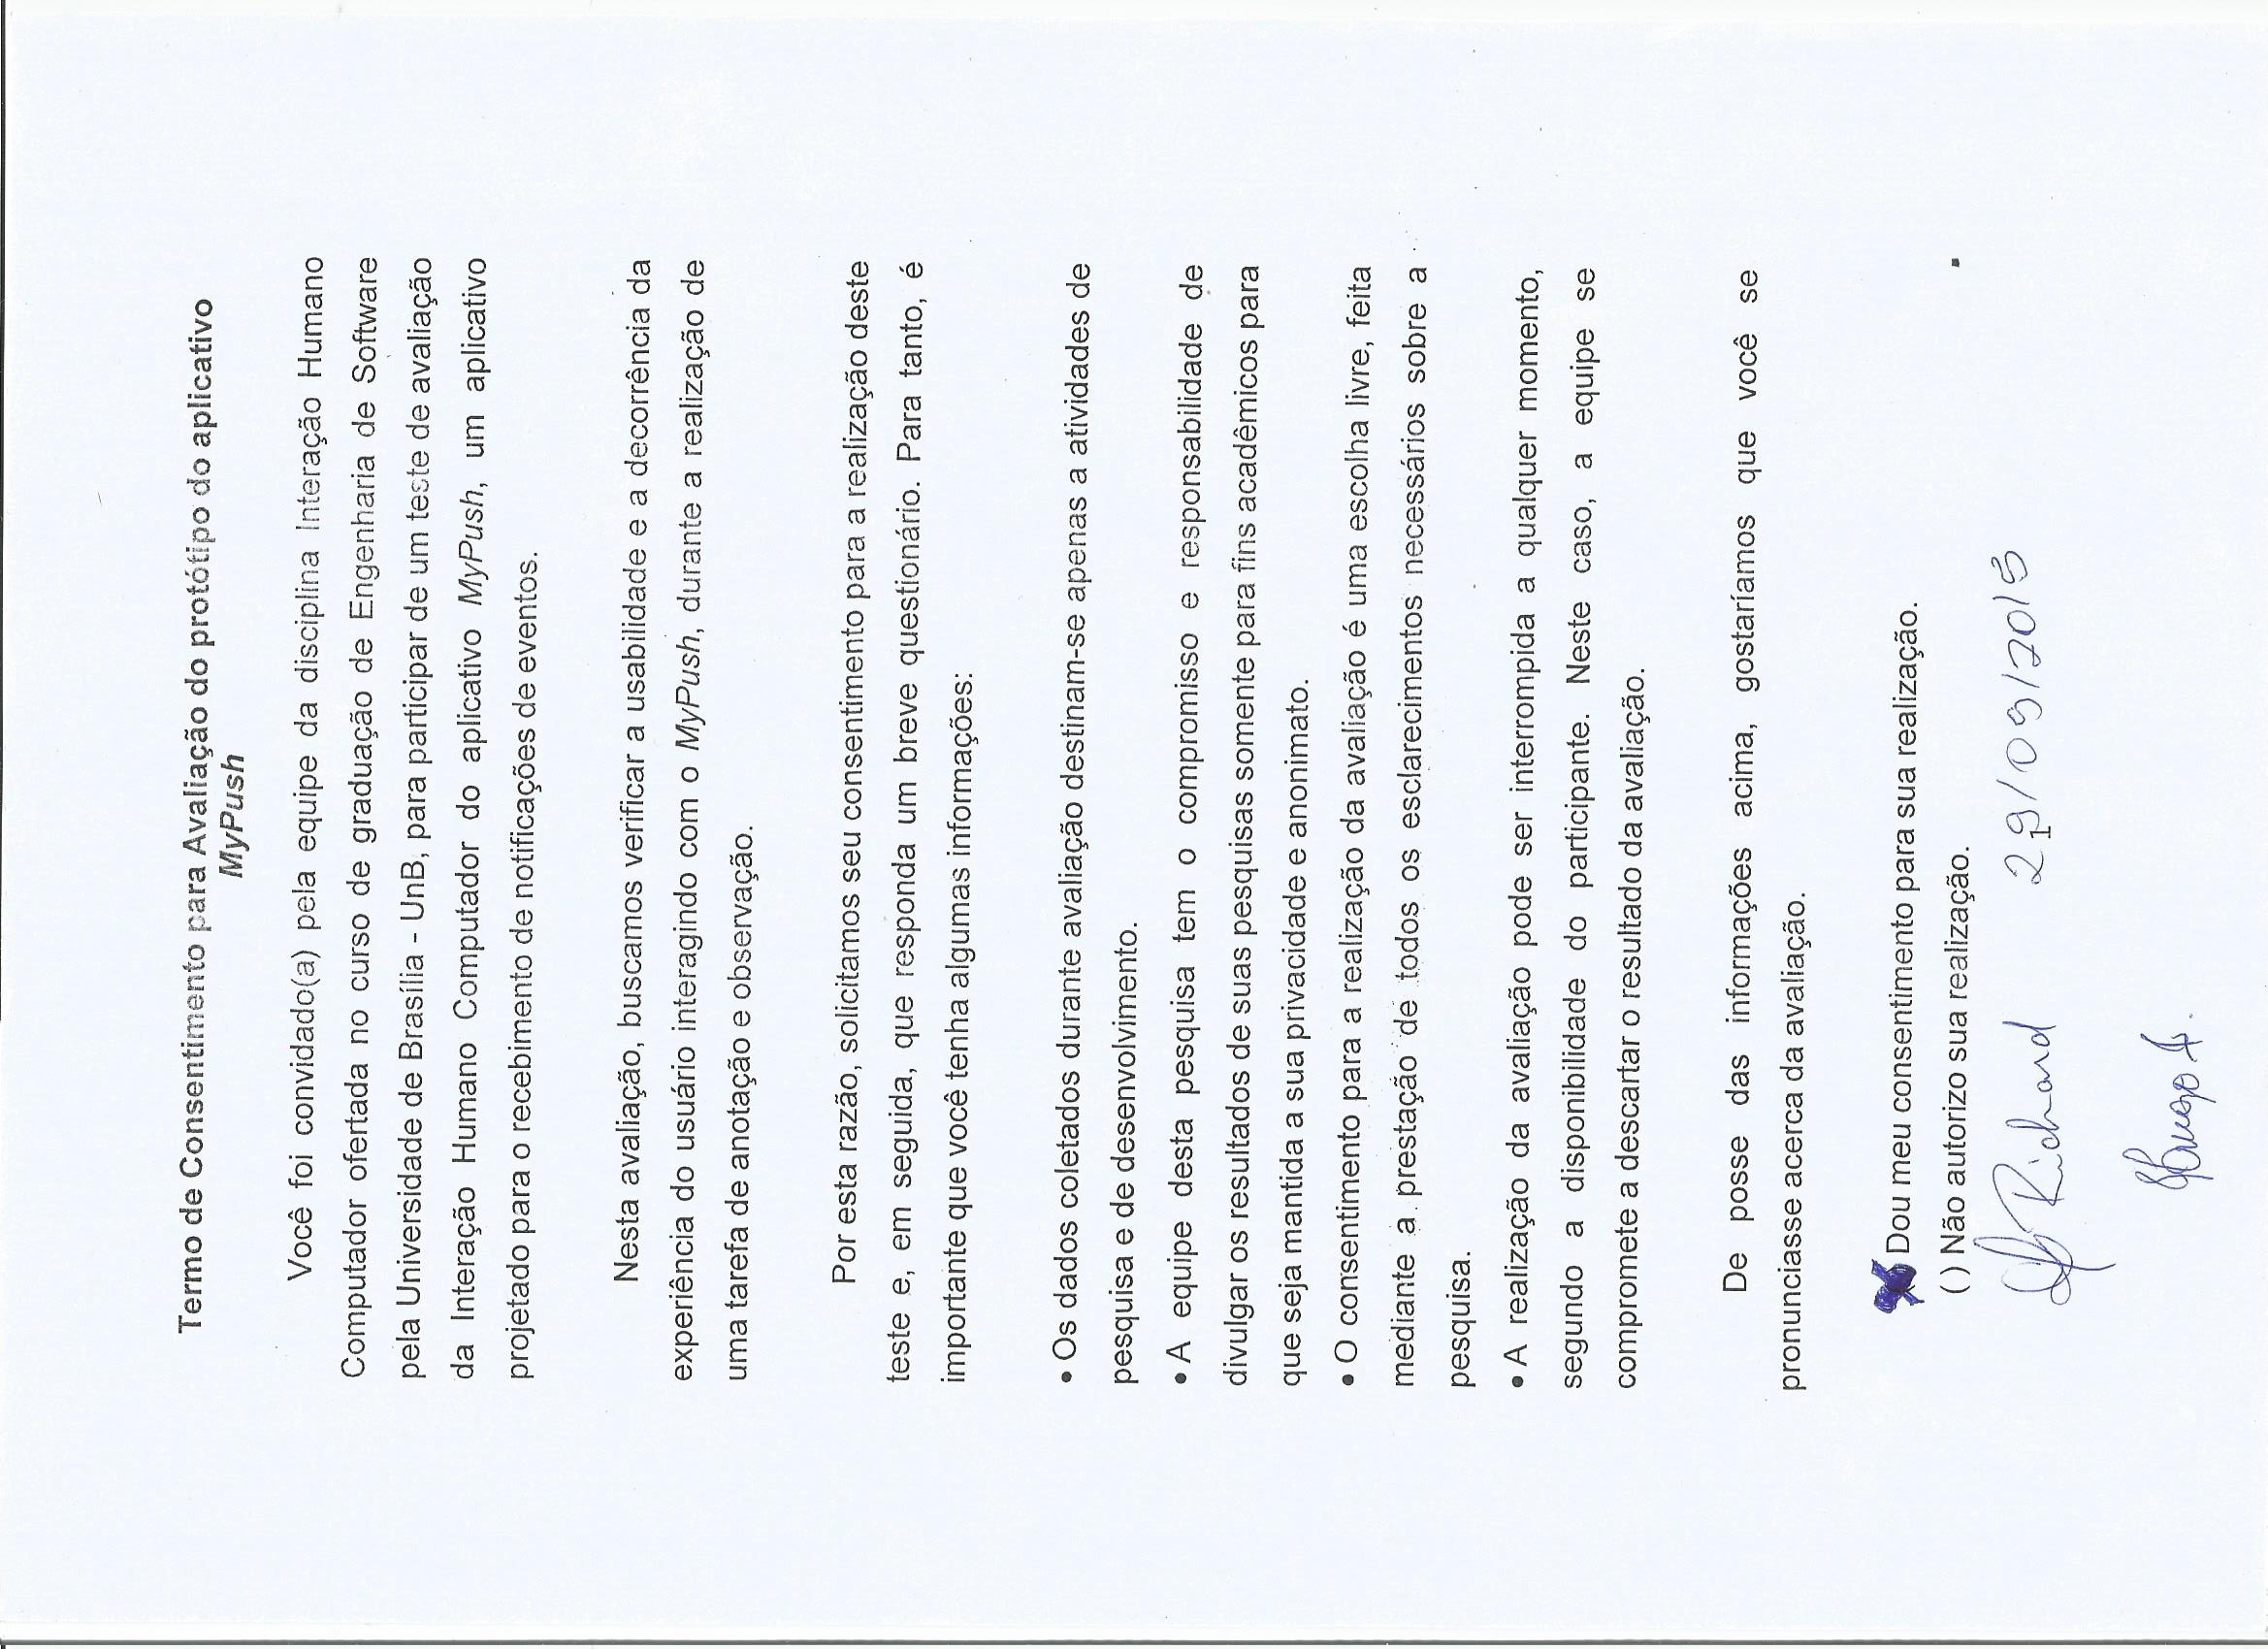 Termo de Consentimento para Avaliação do protótipo do aplicativo
MyPush
Você foi convidado(a) pela equipe da disciplina Interação Humano
Computador ofertada no curso de graduação de Engenharia de Software
pela Universidade de Brasília - UnB, para participar de um teste de avaliação
da Interação Humano Computador do aplicativo MyPush, um aplicativo
projetado para o recebimento de notificações de eventos.
Nesta avaliação, buscamos verificar a usabilidade e a decorrência da
experiência do usuário interagindo com o MyPush, durante a realização de
uma tarefa de anotação e observação.
Por esta razão, solicitamos seu consentimento para a realização deste
teste e, em seguida, que responda um breve questionário. Para tanto, é
importante que você tenha algumas informações:
• Os dados coletados durante avaliação destinam-se apenas a atividades de
pesquisa e de desenvolvimento.
• A equipe desta pesquisa tem o compromisso e responsabilidade de
divulgar os resultados de suas pesquisas somente para fins acadêmicos para
que seja mantida a sua privacidade e anonimato.
• O consentimento para a realização da avaliação é uma escolha livre, feita
mediante a prestação de todos os esclarecimentos necessários sobre a
pesquisa.
• A realização da avaliação pode ser interrompida a qualquer momento,
segundo a disponibilidade do participante. Neste caso, a equipe se
compromete a descartar o resultado da avaliação.
De posse das informações acima, gostaríamos que você se
pronunciasse acerca da avaliação.
Dou meu consentimento para sua realização.
( ) Não autorizo sua realização.
Richard 29/09/2015